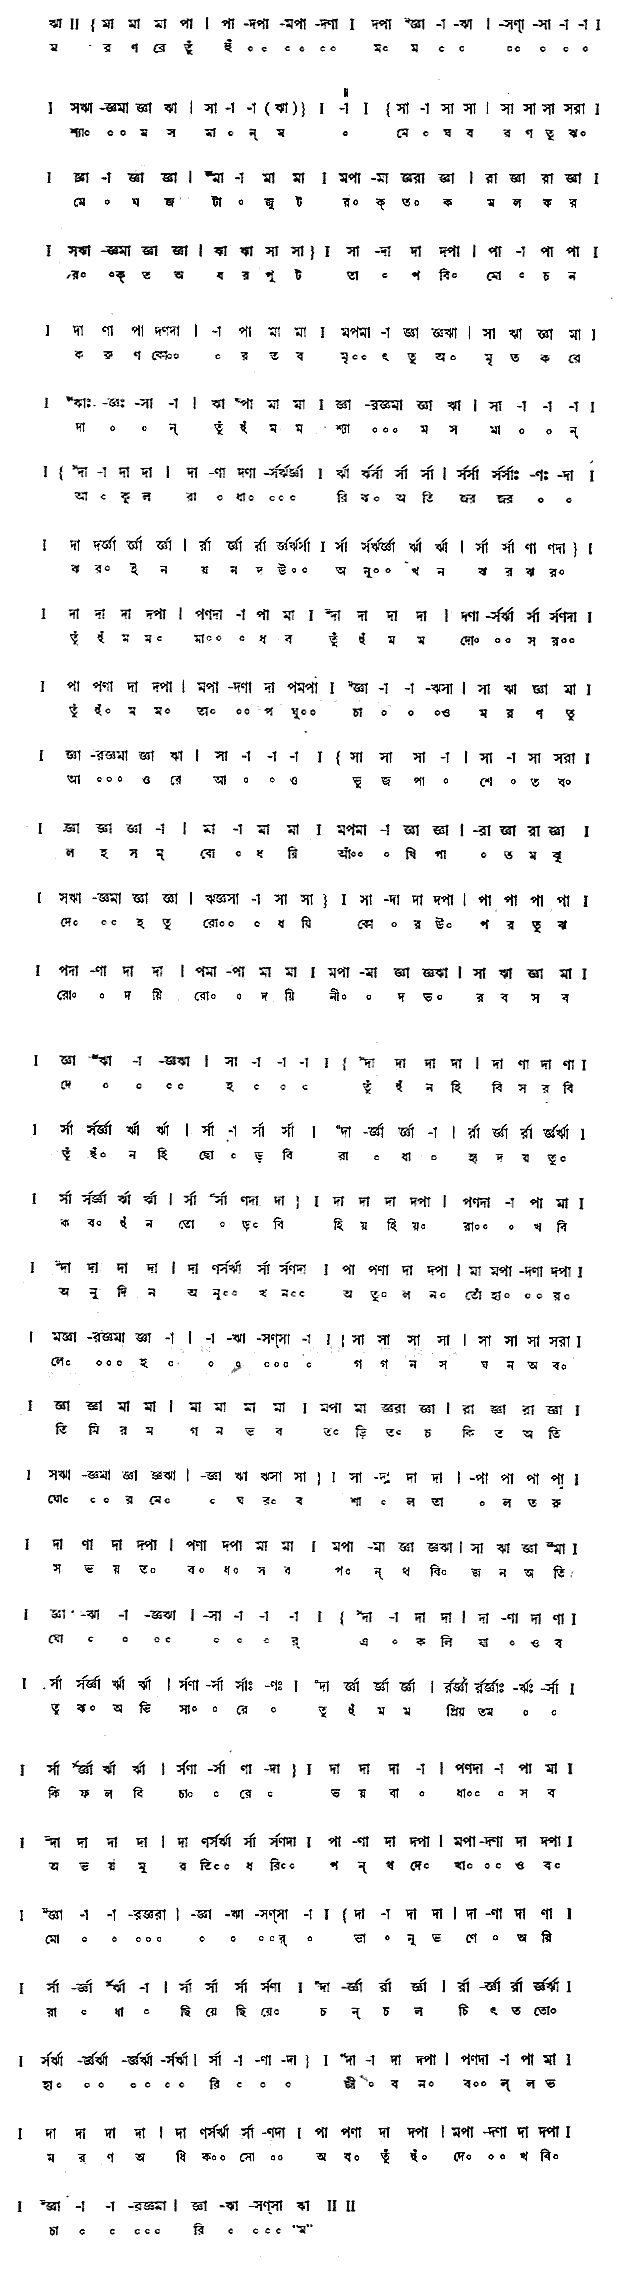 ঋা II { মা মা মা পা | পা -দপা -মপা -দণা I দপা ᵐজ্ঞা -া -ঋা | -সণ্‌া -সা -া -া I
ম র ণ রে তুঁ হুঁ ০ ০ ০ ০ ০ ০ ম০ ম ০ ০ ০০ ০ ০ ০
I সঋা -জ্ঞমা জ্ঞা ঋা | সা -া -া (ঋা)} I -া I {সা -া সা সা | সা সা সা সরা I
শ্যা০ ০০ ম স মা ০ ন্ ম ০ মে ০ ঘ ব র ণ তু ঝ০
I জ্ঞা -া জ্ঞা জ্ঞা | মা -া মা মা I মপা -মা জ্ঞরা জ্ঞা | রা জ্ঞা রা জ্ঞা I
মে ০ ঘ জ টা ০ জূ ট র০ ক্ ত০ ক ম ল ক র
I সঋা -জ্ঞমা জ্ঞা জ্ঞা | ঋা ঋা সা সা } I সা -দা দা দপা | পা -া পা পা I
র০ ০ক্ ত অ ধ র পু ট তা ০ প বি০ মো ০ চ ন
I দা ণা পা দণদা | -া পা মা মা I মপমা -া জ্ঞা জ্ঞঋা | সা ঋা জ্ঞা মা I
ক রু ণ কো০০ ০ র ত ব মৃ০০ ৎ তু অ০ মৃ ত ক রে
I ঋাঃ -জ্ঞঃ -সা -া | ঋা পা মা মা I জ্ঞা -রজ্ঞমা জ্ঞা ঋা | সা -া -া -া I
দা ০ ০ ন্ তুঁ হুঁ ম ম শ্যা ০০০ ম স মা ০ ০ ন্
I { দা -া দা দা | দা -ণা দণা -র্সর্ঋর্জ্ঞা I র্ঋা র্ঋর্সা র্সা র্সা | র্সর্সা র্সর্সাঃ -ণঃ -দা I
আ ০ কু ল রা ০ ধা০ ০০০ রি ঝ০ অ তি জর জর ০ ০
I দা দর্জ্ঞা র্জ্ঞা র্জ্ঞা | র্রা র্জ্ঞা র্রা র্জ্ঞর্ঋর্সা I র্সা র্সর্ঋর্জ্ঞা র্ঋা র্ঋা | র্সা র্সা ণা ণদা } I
ঝ র০ ই ন য় ন দ উ০০ অ নু০০ খ ন ঝ র ঝ র০
I দা দা দা দপা | পণদা -া পা মা I দা দা দা দা | দণা -র্সর্ঋা র্সা র্সণদা I
তুঁ হুঁ ম ম০ মা০০ ০ ধ ব তুঁ হুঁ ম ম দো০ ০০ স র০০
I পা পণা দা দপা | মপা -দণা দা পমপা I জ্ঞা -া -া -ঋসা | সা ঋা জ্ঞা মা I
তুঁ হুঁ০ ম ম০ তা০ ০০ প ঘু০০ চা ০ ০ ০ও ম র ণ তু
I জ্ঞা -রজ্ঞমা জ্ঞা ঋা | সা -া -া -া I {সা সা সা -া | সা -া সা সরা I
আ ০০০ ও রে আ ০ ০ ও ভু জ পা ০ শে ০ ত ব০
I জ্ঞা জ্ঞা জ্ঞা -া | মা -া মা মা I মপমা -া জ্ঞা জ্ঞা | -রা জ্ঞা রা জ্ঞা I
ল হ স ম্ বো ০ ধ য়ি আঁ০০ ০ খি পা ০ ত ম ঝু
I সঋা -জ্ঞমা জ্ঞা জ্ঞা | ঋজ্ঞসা -া সা সা } I সা -দা দা দপা | পা পা পা পা I
দে০ ০০ হ তু রো০০ ০ ধ য়ি কো ০ র উ০ প র তু ঝ
I পদা -ণা দা দা | পমা -পা মা মা I মপা -মা জ্ঞা জ্ঞঋা | সা ঋা জ্ঞা মা I
রো০ ০ দ য়ি রো০ ০ দ য়ি নী০ ০ দ ভ০ র ব স ব
I জ্ঞা ঋা -া -জ্ঞঋা | সা -া -া -া I { দা দা দা দা | দা ণা দা ণা I
দে ০ ০ ০০ হ ০ ০ ০ তুঁ হুঁ ন হি বি স র বি
I র্সা র্সর্জ্ঞা র্ঋা র্ঋা | র্সা -া র্সা র্সা | দা -র্জ্ঞা র্জ্ঞা -া | র্রা র্জ্ঞা র্রা র্জ্ঞর্ঋা I
তুঁ হুঁ০ ন হি ছো ০ ড় বি রা ০ ধা ০ হৃ দ য় তু০
I র্সা র্সর্জ্ঞা র্ঋা র্ঋা | র্সা র্সা ণদা দা } I দা দা দা দপা | পণদা -া পা মা I
ক ব০ হুঁ ন তো ০ ড়০ বি হি য় হি য়০ রা০০ ০ খ বি
I দা দা দা দা | দা ণর্সর্ঋা র্সা র্সণদা I পা পণা দা দপা | মা মপা -দণা দপা I
অ নু দি ন অ নু০০ খ ন০০ অ তু০ ল ন০ তোঁ হা০ ০০ র০
I মজ্ঞা -রজ্ঞমা জ্ঞা -া | -া -ঋা -সণ্‌সা -া I {সা সা সা সা | সা সা সা সরা I
লে০ ০০০ হ ০ ০ ০ ০০০ ০ গ গ ন স ঘ ন অ ব০
I জ্ঞা জ্ঞা মা মা | মা মা মা মা I মপা মা জ্ঞরা জ্ঞা | রা জ্ঞা রা জ্ঞা I
তি মি র ম গ ন ভ ব ত০ ড়ি ত০ চ কি ত অ তি
I সঋা -জ্ঞমা জ্ঞা জ্ঞঋা | -জ্ঞা ঋা ঋসা সা } I সা -দা দা দা | -পা পা পা পা I
ঘো০ ০০ র মে০ ০ ঘ র০ ব শা ০ ল তা ০ ল ত রু
I দা ণা দা দপা | পণা দপা মা মা I মপা -মা জ্ঞা জ্ঞঋা | সা ঋা জ্ঞা মা I
স ভ য় ত০ ব০ ধ০ স ব প০ ন্ থ বি০ জ ন অ তি
I জ্ঞা -ঋা -া -জ্ঞঋা | -সা -া -া -া I { দা -া দা দা | দা -ণা দা ণা I
ঘো ০ ০ ০০ ০ ০ ০ র্ এ ০ ক লি যা ০ ও ব
I র্সা র্সর্জ্ঞা র্ঋা র্ঋা | র্সণা -র্সা র্সাঃ -ণঃ I দা র্জ্ঞা র্জ্ঞা র্জ্ঞা | র্রর্জ্ঞা র্রর্জ্ঞাঃ -র্ঋঃ -র্সা I
তু ঝ০ অ ভি সা০ ০ রে ০ তু হুঁ ম ম প্রিয় তম ০ ০
I র্সা র্জ্ঞা র্ঋা র্ঋা | র্সণা -র্সা ণা -দা } I দা দা দা -া | পণদা -া পা মা I
কি ফ ল বি চা০ ০ রে ০ ভ য় বা ০ ধা০০ ০ স ব
I দা দা দা দা | দা ণর্সর্ঋা র্সা র্সণদা I পা -ণা দা দপা | মপা -দণা দা দপা I
অ ভ য় মু র তি০০ ধ রি০০ প ন্ থ দে০ খা০ ০০ ও ব০
I জ্ঞা -া -া -রজ্ঞরা | -জ্ঞা -ঋা -সণ্‌সা -া I {দা -া দা দা | দা -ণা দা ণা I
মো ০ ০ ০০০ ০ ০ ০০র্ ০ ভা ০ নু ভ ণে ০ অ য়ি
I র্সা -র্জ্ঞা র্ঋা -া | র্সা র্সা র্সা র্সণা I দা -র্জ্ঞা র্রা র্জ্ঞা | র্রা -র্জ্ঞা র্রা র্জ্ঞর্ঋা I
রা ০ ধা ০ ছি য়ে ছি য়ে০ চ ন্ চ ল চি ৎ ত তো০
I র্সর্ঋা -র্জ্ঞর্ঋা -র্জ্ঞর্ঋা -র্সর্ঋা | র্সা -া -ণা -দা } I দা -া দা দপা | পণদা -া পা মা I
হা০ ০০ ০০ ০০ রি ০ ০ ০ জী ০ ব ন০ ব০০ ল্ ল ভ
I দা দা দা দা | দা ণর্সর্ঋা র্সা -ণদা I পা পণা দা দপা | মপা -দণা দা দপা I
ম র ণ অ ধি ক০০ সো ০০ অ ব০ তুঁ হুঁ০ দে০ ০০ খ বি০
I জ্ঞা -া -া -রজ্ঞমা | জ্ঞা -ঋা -সণ্‌সা ঋা II II
চা ০ ০ ০০০ রি ০ ০০০ "ম"